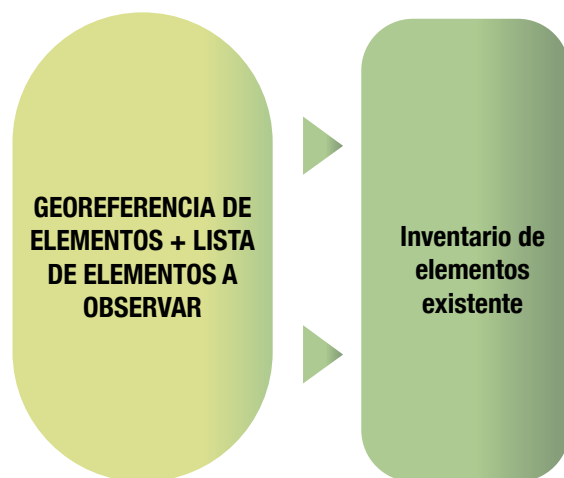 GEOREFERENCIA DE
ELEMENTOS + LISTA
DE ELEMENTOS A
OBSERVAR
Inventario de
elementos
existente